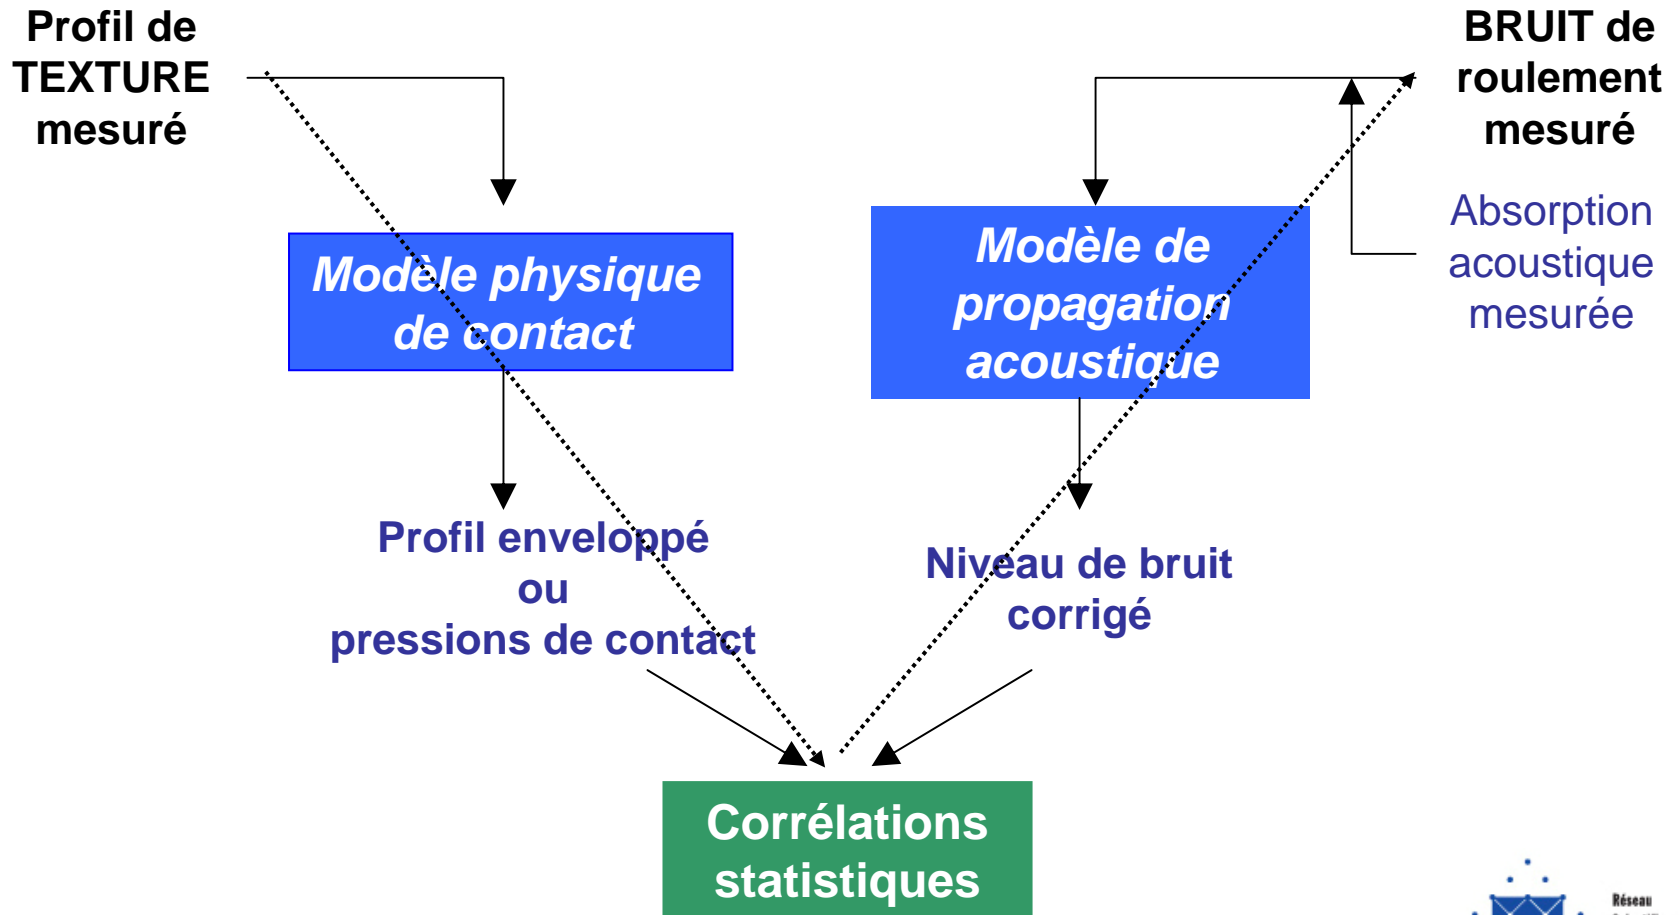 Profil de
TEXTURE
mesuré
BRUIT de
roulement
mesuré
Absorption
acoustique
mesurée
Modèle physique
de contact
Modèle de
propagation
acoustique
Profil enveloppé
ou
pressions de contact
Niveau de bruit
corrigé
Corrélations
statistiques
Réseau